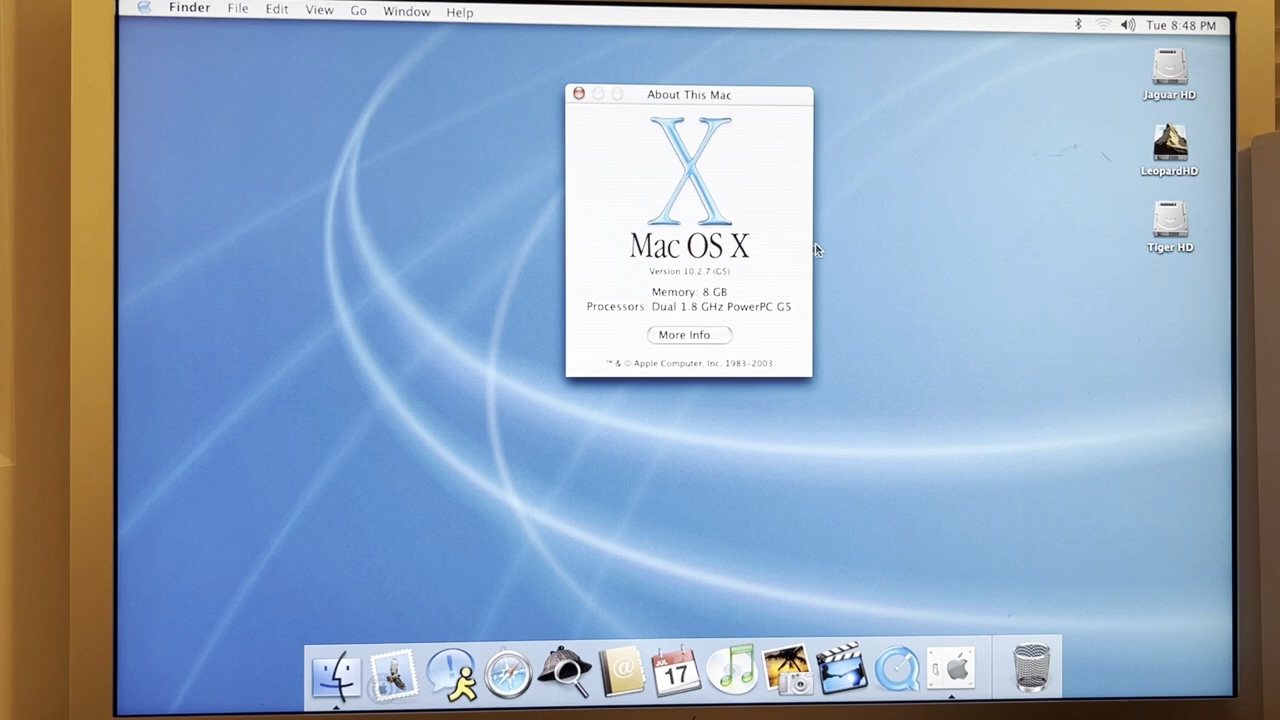 Finder File Edit View Go Window Help
Tue 8:48 PM
About This Mac
X
Mac OS X
Version 10.2.7 (G5)
Memory: 8 GB
Processors: Dual 1.8 GHz PowerPC G5
More Info...
™ & © Apple Computer, Inc. 1983-2003
Jaguar HD
LeopardHD
Tiger HD
@
JUL
17